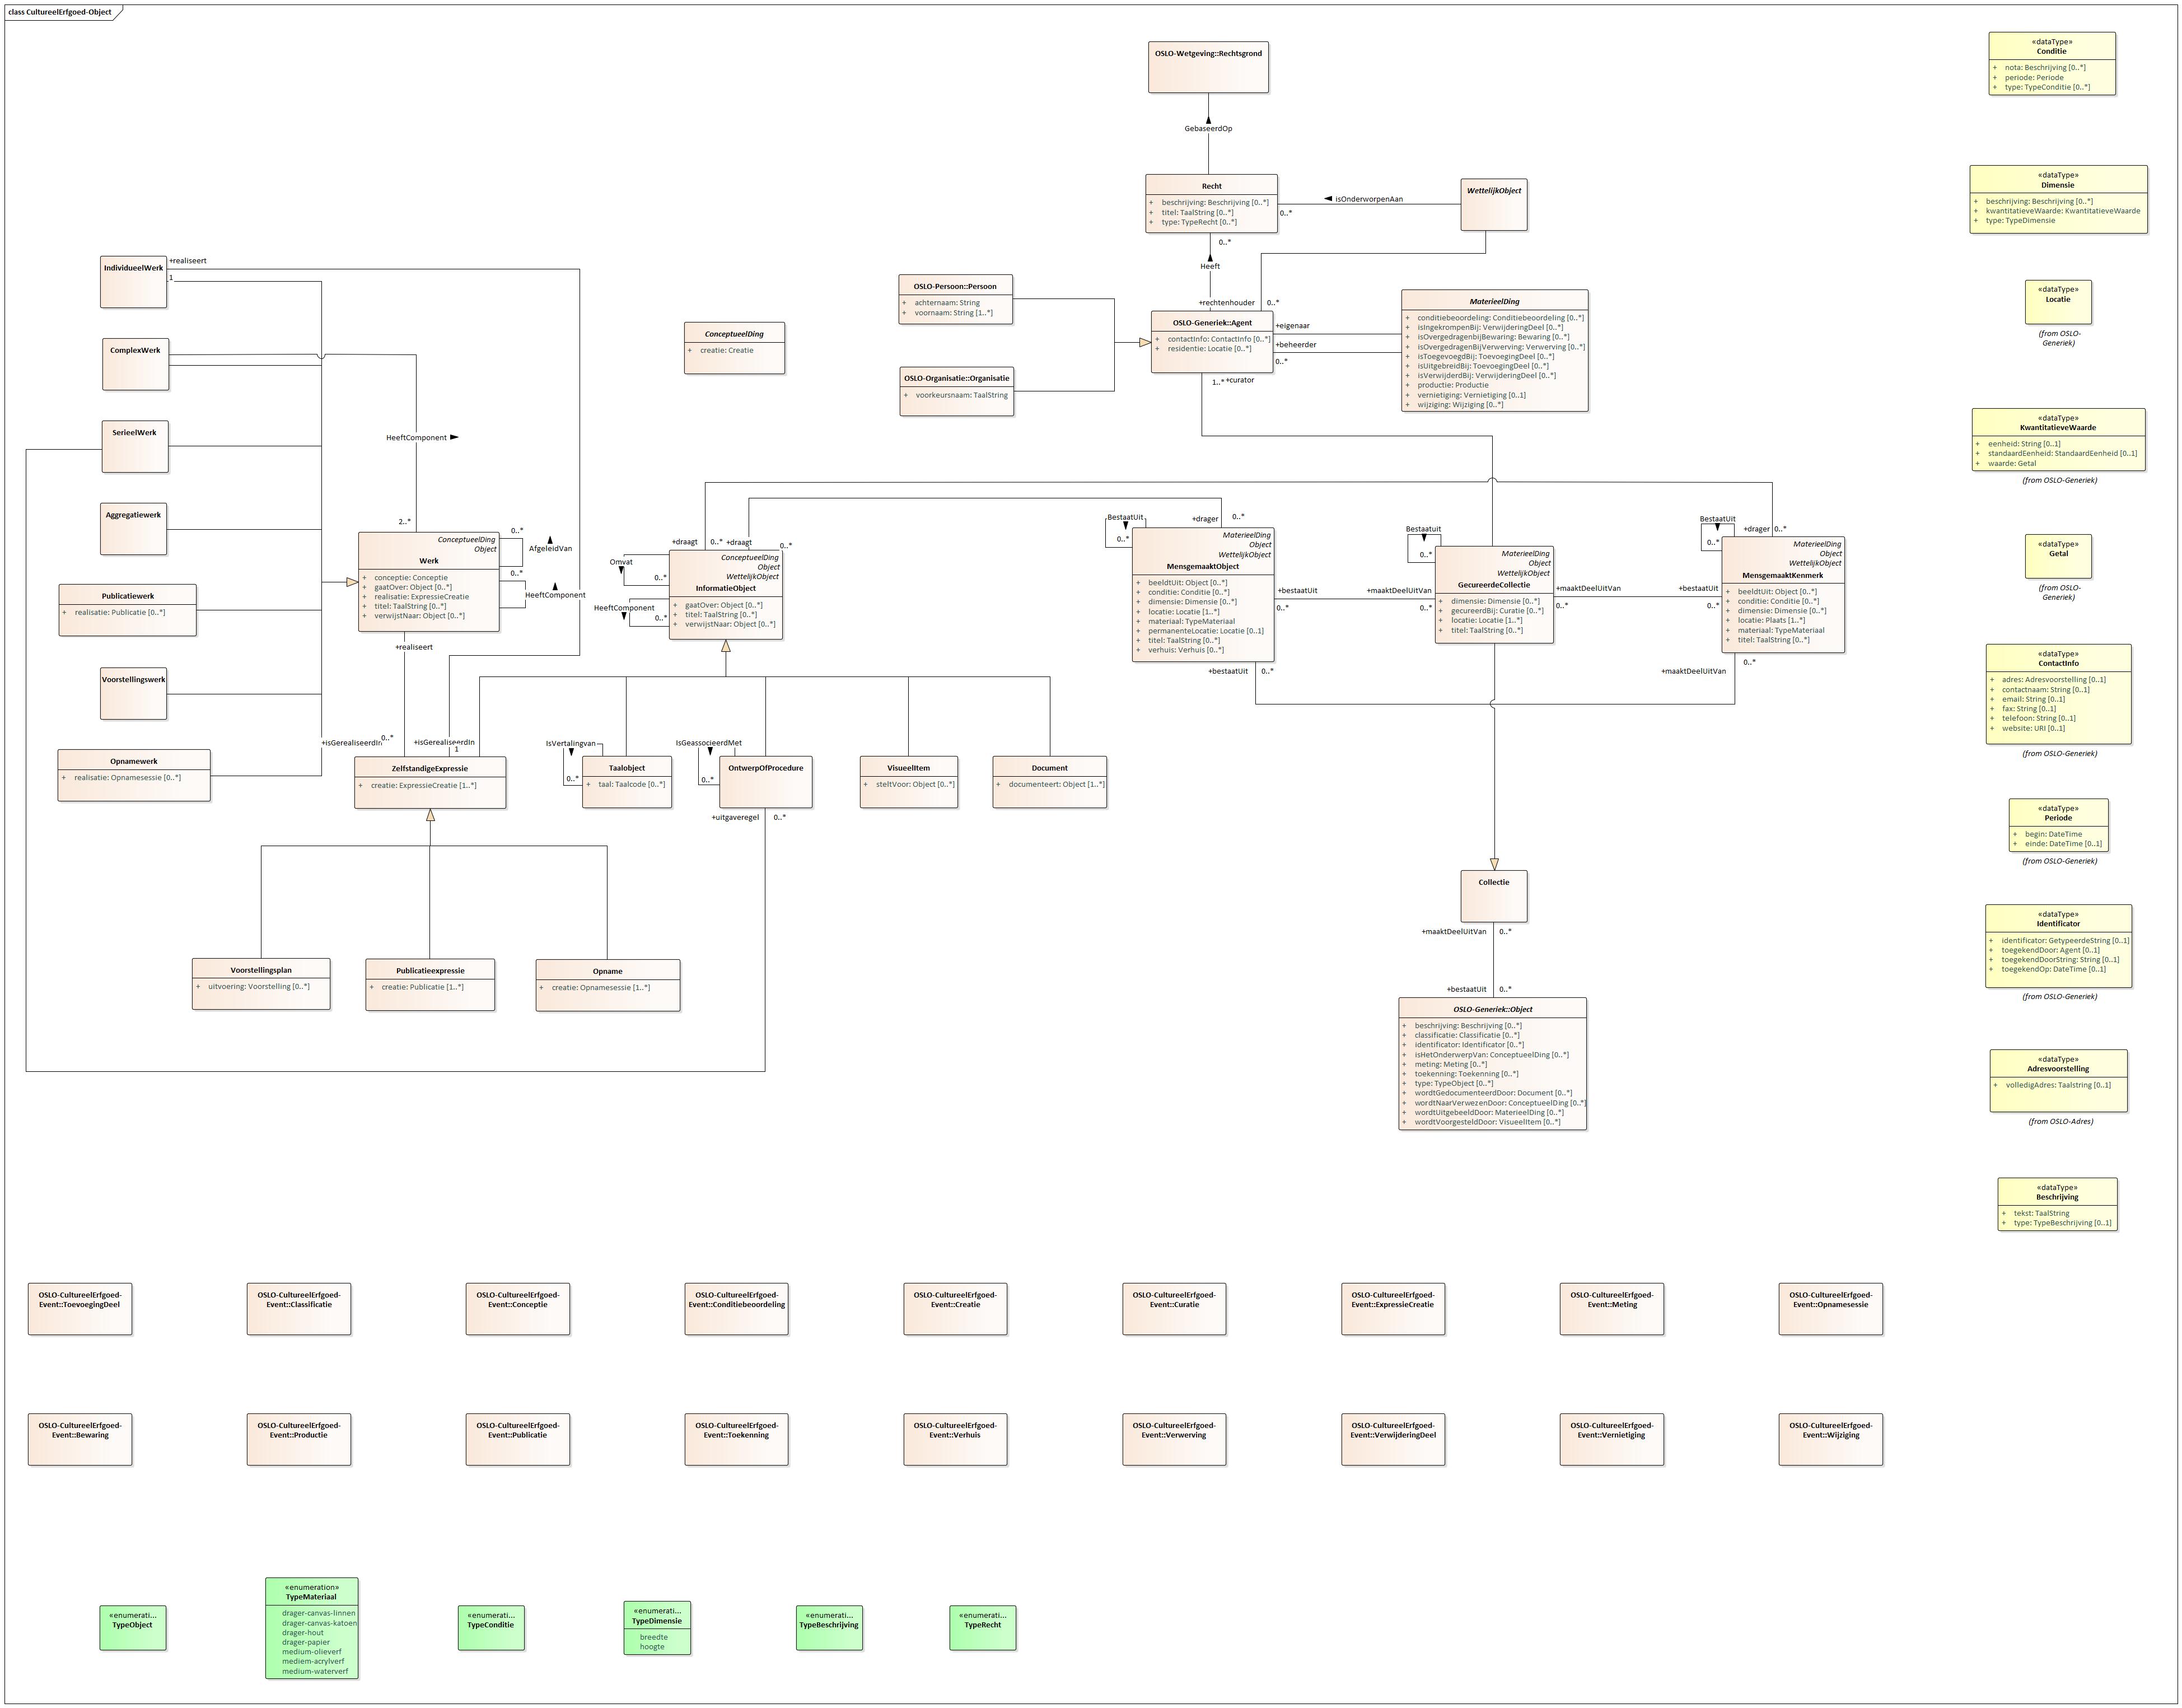 class CultureelErfgoed-Object
OSLO-Wetgeving::Rechtsgrond
GebaseerdOp
Recht
+ beschrijving: Beschrijving [0..*]
+ titel: TaalString [0..*]
+ type: TypeRecht [0..*]
isOnderworpenAan
0..*
WettelijkObject
0..*
Heeft
+rechtenhouder
0..*
OSLO-Persoon::Persoon
+ achternaam: String
+ voornaam: String [1..*]
OSLO-Organisatie::Organisatie
+ voorkeursnaam: TaalString
OSLO-Generiek::Agent
+ contactInfo: ContactInfo [0..*]
+ residentie: Locatie [0..*]
+eigenaar
+beheerder
0..*
1..*
+curator
MaterieelDing
+ conditiebeoordeling: Conditiebeoordeling [0..*]
+ isIngekrompenBij: VerwijderingDeel [0..*]
+ isOvergedragenbijBewaring: Bewaring [0..*]
+ isOvergedragenBijVerwerving: Verwerving [0..*]
+ isToegevoegdBij: ToevoegingDeel [0..*]
+ isUitgebreidBij: ToevoegingDeel [0..*]
+ isVerwijderdBij: VerwijderingDeel [0..*]
+ productie: Productie
+ vernietiging: Vernietiging [0..1]
+ wijziging: Wijziging [0..*]
ConceptueelDing
+ creatie: Creatie
IndividueelWerk
+realiseert
1
ComplexWerk
HeeftComponent
2..*
SerieelWerk
Aggregatiewerk
Publicatiewerk
+ realisatie: Publicatie [0..*]
Voorstellingswerk
Opnamewerk
+ realisatie: Opnamesessie [0..*]
ConceptueelDing
Object
Werk
+ conceptie: Conceptie
+ gaatOver: Object [0..*]
+ realisatie: ExpressieCreatie
+ titel: TaalString [0..*]
+ verwijstNaar: Object [0..*]
0..*
AfgeleidVan
0..*
HeeftComponent
+realiseert
+isGerealiseerdIn
0..*
+isGerealiseerdIn
1
+draagt
0..*
+draagt
0..*
Omvat
0..*
HeeftComponent
0..*
ConceptueelDing
Object
WettelijkObject
InformatieObject
+ gaatOver: Object [0..*]
+ titel: TaalString [0..*]
+ verwijstNaar: Object [0..*]
BestaatUit
0..*
+drager
0..*
MaterieelDing
Object
WettelijkObject
MensgemaaktObject
+ beeldtUit: Object [0..*]
+ conditie: Conditie [0..*]
+ dimensie: Dimensie [0..*]
+ locatie: Locatie [1..*]
+ materiaal: TypeMateriaal
+ permanenteLocatie: Locatie [0..1]
+ titel: TaalString [0..*]
+ verhuis: Verhuis [0..*]
+bestaatUit
0..*
+maaktDeelUitVan
0..*
Bestaatuit
0..*
MaterieelDing
Object
WettelijkObject
GecureerdeCollectie
+ dimensie: Dimensie [0..*]
+ gecureerdBij: Curatie [0..*]
+ locatie: Locatie [1..*]
+ titel: TaalString [0..*]
+maaktDeelUitVan
0..*
+bestaatUit
0..*
BestaatUit
0..*
+drager
0..*
MaterieelDing
Object
WettelijkObject
MensgemaaktKenmerk
+ beeldtUit: Object [0..*]
+ conditie: Conditie [0..*]
+ dimensie: Dimensie [0..*]
+ locatie: Plaats [1..*]
+ materiaal: TypeMateriaal
+ titel: TaalString [0..*]
+bestaatUit
0..*
+maaktDeelUitVan
0..*
ZelfstandigeExpressie
+ creatie: ExpressieCreatie [1..*]
IsVertalingvan
0..*
Taalobject
+ taal: Taalcode [0..*]
IsGeassocieerdMet
0..*
OntwerpOfProcedure
+uitgaveregel
0..*
VisueelItem
+ steltVoor: Object [0..*]
Document
+ documenteert: Object [1..*]
Voorstellingsplan
+ uitvoering: Voorstelling [0..*]
Publicatieexpressie
+ creatie: Publicatie [1..*]
Opname
+ creatie: Opnamesessie [1..*]
Collectie
+maaktDeelUitVan
0..*
+bestaatUit
0..*
OSLO-Generiek::Object
+ beschrijving: Beschrijving [0..*]
+ classificatie: Classificatie [0..*]
+ identificator: Identificator [0..*]
+ isHetOnderwerpVan: ConceptueelDing [0..*]
+ meting: Meting [0..*]
+ toekenning: Toekenning [0..*]
+ type: TypeObject [0..*]
+ wordtGedocumenteerdDoor: Document [0..*]
+ wordtNaarVerwezenDoor: ConceptueelDing [0..*]
+ wordtUitgebeeldDoor: MaterieelDing [0..*]
+ wordtVoorgesteldDoor: VisueelItem [0..*]
«dataType»
Conditie
+ nota: Beschrijving [0..*]
+ periode: Periode
+ type: TypeConditie [0..*]
«dataType»
Dimensie
+ beschrijving: Beschrijving [0..*]
+ kwantitatieveWaarde: KwantitatieveWaarde
+ type: TypeDimensie
«dataType»
Locatie
(from OSLO-
Generiek)
«dataType»
KwantitatieveWaarde
+ eenheid: String [0..1]
+ standaardEenheid: StandaardEenheid [0..1]
+ waarde: Getal
(from OSLO-Generiek)
«dataType»
Getal
(from OSLO-
Generiek)
«dataType»
ContactInfo
+ adres: Adresvoorstelling [0..1]
+ contactnaam: String [0..1]
+ email: String [0..1]
+ fax: String [0..1]
+ telefoon: String [0..1]
+ website: URI [0..1]
(from OSLO-Generiek)
«dataType»
Periode
+ begin: DateTime
+ einde: DateTime [0..1]
(from OSLO-Generiek)
«dataType»
Identificator
+ identificator: GetypeerdeString [0..1]
+ toegekendDoor: Agent [0..1]
+ toegekendDoorString: String [0..1]
+ toegekendOp: DateTime [0..1]
(from OSLO-Generiek)
«dataType»
Adresvoorstelling
+ volledigAdres: Taalstring [0..1]
(from OSLO-Adres)
«dataType»
Beschrijving
+ tekst: TaalString
+ type: TypeBeschrijving [0..1]
OSLO-CultureelErfgoed-
Event::ToevoegingDeel
OSLO-CultureelErfgoed-
Event::Classificatie
OSLO-CultureelErfgoed-
Event::Conceptie
OSLO-CultureelErfgoed-
Event::Conditiebeoordeling
OSLO-CultureelErfgoed-
Event::Creatie
OSLO-CultureelErfgoed-
Event::Curatie
OSLO-CultureelErfgoed-
Event::ExpressieCreatie
OSLO-CultureelErfgoed-
Event::Meting
OSLO-CultureelErfgoed-
Event::Opnamesessie
OSLO-CultureelErfgoed-
Event::Bewaring
OSLO-CultureelErfgoed-
Event::Productie
OSLO-CultureelErfgoed-
Event::Publicatie
OSLO-CultureelErfgoed-
Event::Toekenning
OSLO-CultureelErfgoed-
Event::Verhuis
OSLO-CultureelErfgoed-
Event::Verwerving
OSLO-CultureelErfgoed-
Event::VerwijderingDeel
OSLO-CultureelErfgoed-
Event::Vernietiging
OSLO-CultureelErfgoed-
Event::Wijziging
«enumerati...
TypeObject
«enumeration»
TypeMateriaal
drager-canvas-linnen
drager-canvas-katoen
drager-hout
drager-papier
medium-olieverf
mediem-acrylverf
medium-waterverf
«enumerati...
TypeConditie
«enumerati...
TypeDimensie
breedte
hoogte
«enumerati...
TypeBeschrijving
«enumerati...
TypeRecht